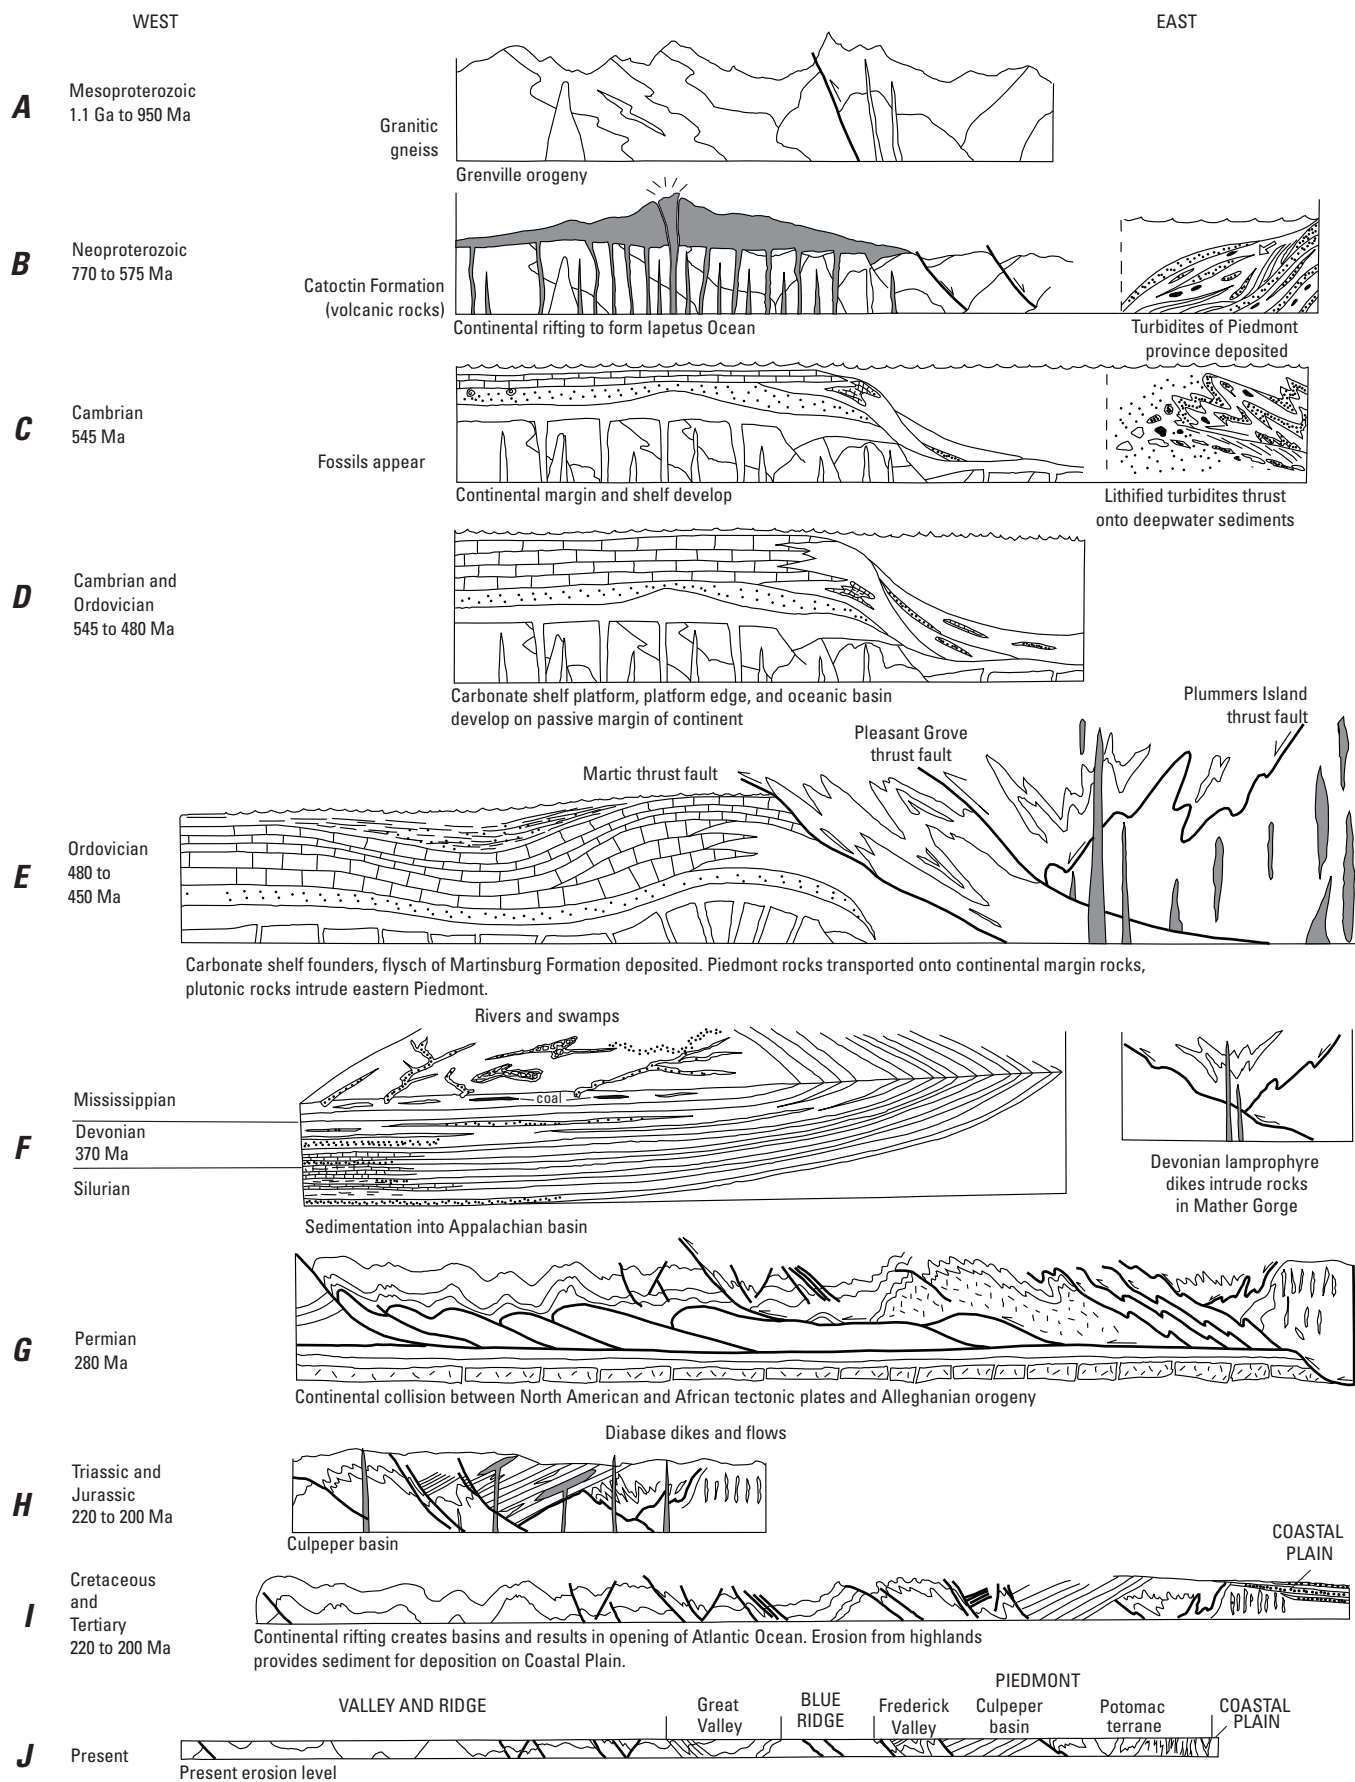 WEST
EAST
A
Mesoproterozoic
1.1 Ga to 950 Ma
Granitic
gneiss
Grenville orogeny
B
Neoproterozoic
770 to 575 Ma
Catoctin Formation
(volcanic rocks)
Continental rifting to form Iapetus Ocean
Turbidites of Piedmont
province deposited
C
Cambrian
545 Ma
Fossils appear
Continental margin and shelf develop
Lithified turbidites thrust
onto deepwater sediments
D
Cambrian and
Ordovician
545 to 480 Ma
Carbonate shelf platform, platform edge, and oceanic basin
develop on passive margin of continent
Plummers Island
thrust fault
Pleasant Grove
thrust fault
Martic thrust fault
E
Ordovician
480 to
450 Ma
Carbonate shelf founders, flysch of Martinsburg Formation deposited. Piedmont rocks transported onto continental margin rocks,
plutonic rocks intrude eastern Piedmont.
Rivers and swamps
coal
F
Mississippian
Devonian
370 Ma
Silurian
Sedimentation into Appalachian basin
Devonian lamprophyre
dikes intrude rocks
in Mather Gorge
G
Permian
280 Ma
Continental collision between North American and African tectonic plates and Alleghanian orogeny
Diabase dikes and flows
H
Triassic and
Jurassic
220 to 200 Ma
Culpeper basin
COASTAL
PLAIN
I
Cretaceous
and
Tertiary
220 to 200 Ma
Continental rifting creates basins and results in opening of Atlantic Ocean. Erosion from highlands
provides sediment for deposition on Coastal Plain.
PIEDMONT
VALLEY AND RIDGE
Great
Valley
BLUE
RIDGE
Frederick
Valley
Culpeper
basin
Potomac
terrane
COASTAL
PLAIN
J
Present
Present erosion level